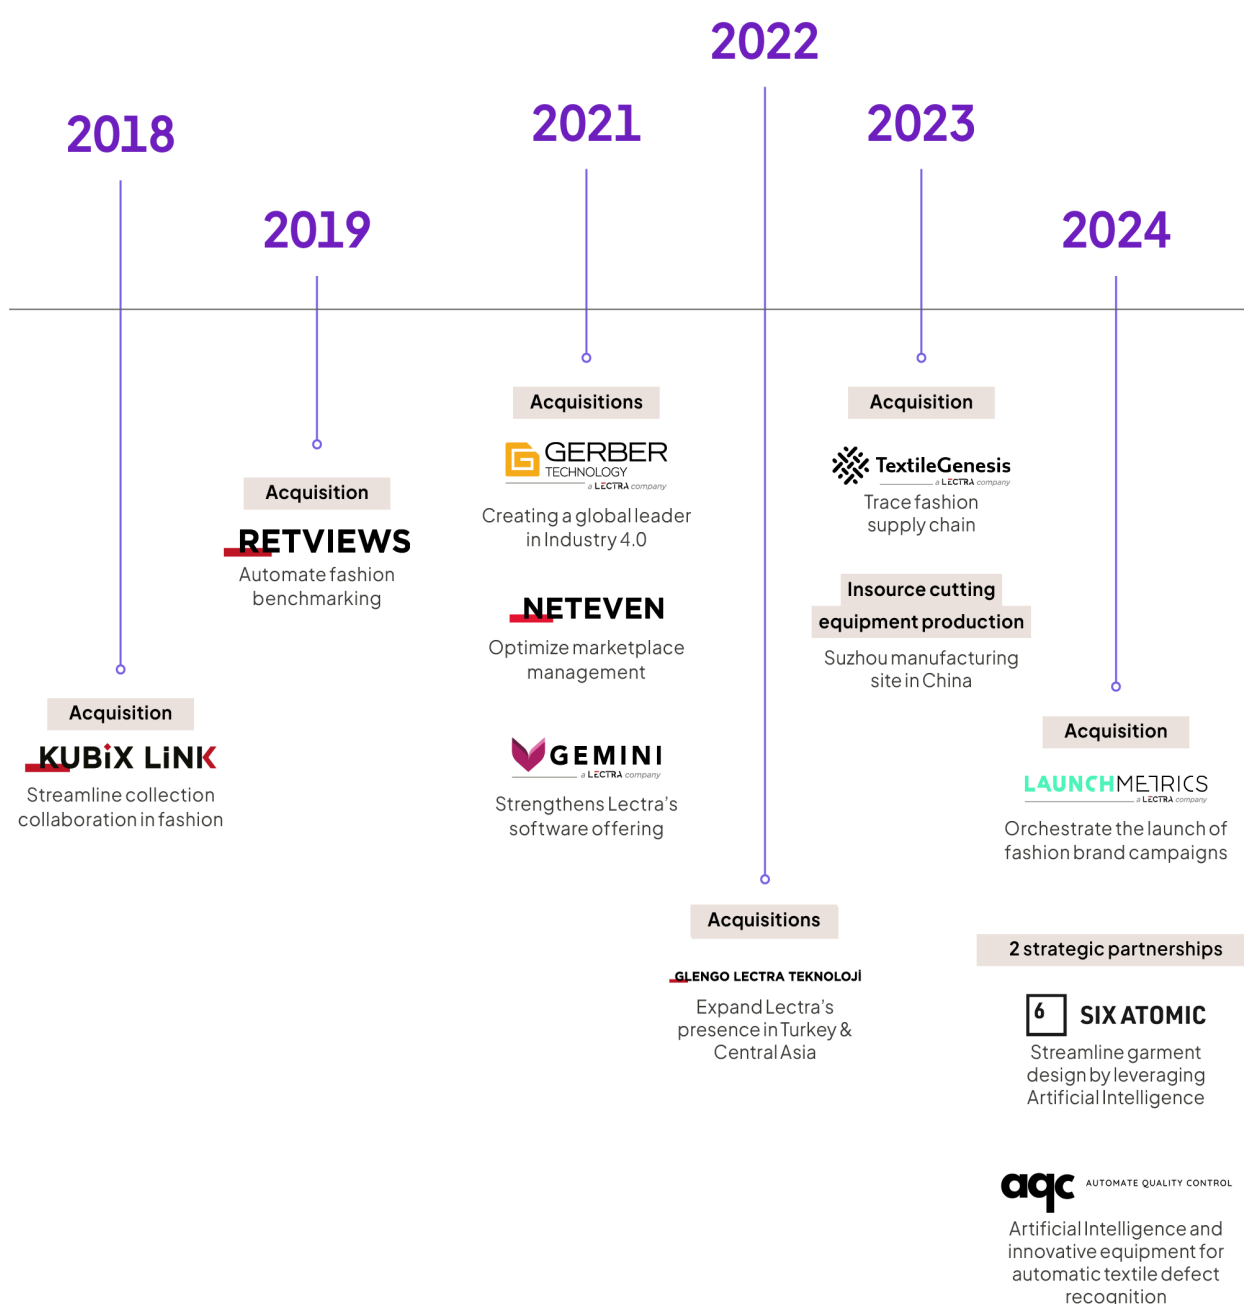 2018
Acquisition
KUBiX LiNK
Streamline collection
collaboration in fashion
2019
Acquisition
RETVIEWS
Automate fashion
benchmarking
2021
Acquisitions
GERBER
TECHNOLOGY
a LECTRA company
Creating a global leader
in Industry 4.0
NETEVEN
Optimize marketplace
management
GEMINI
a LECTRA company
Strengthens Lectra's
software offering
2022
Acquisitions
GLENGO LECTRA TEKNOLOJİ
Expand Lectra's
presence in Turkey &
Central Asia
2023
Acquisition
TextileGenesis
a LECTRA company
Trace fashion
supply chain
Insource cutting
equipment production
Suzhou manufacturing
site in China
2024
Acquisition
LAUNCHMETRICS
a LECTRA company
Orchestrate the launch of
fashion brand campaigns
2 strategic partnerships
6 SIX ATOMIC
Streamline garment
design by leveraging
Artificial Intelligence
aqc AUTOMATE QUALITY CONTROL
Artificial Intelligence and
innovative equipment for
automatic textile defect
recognition